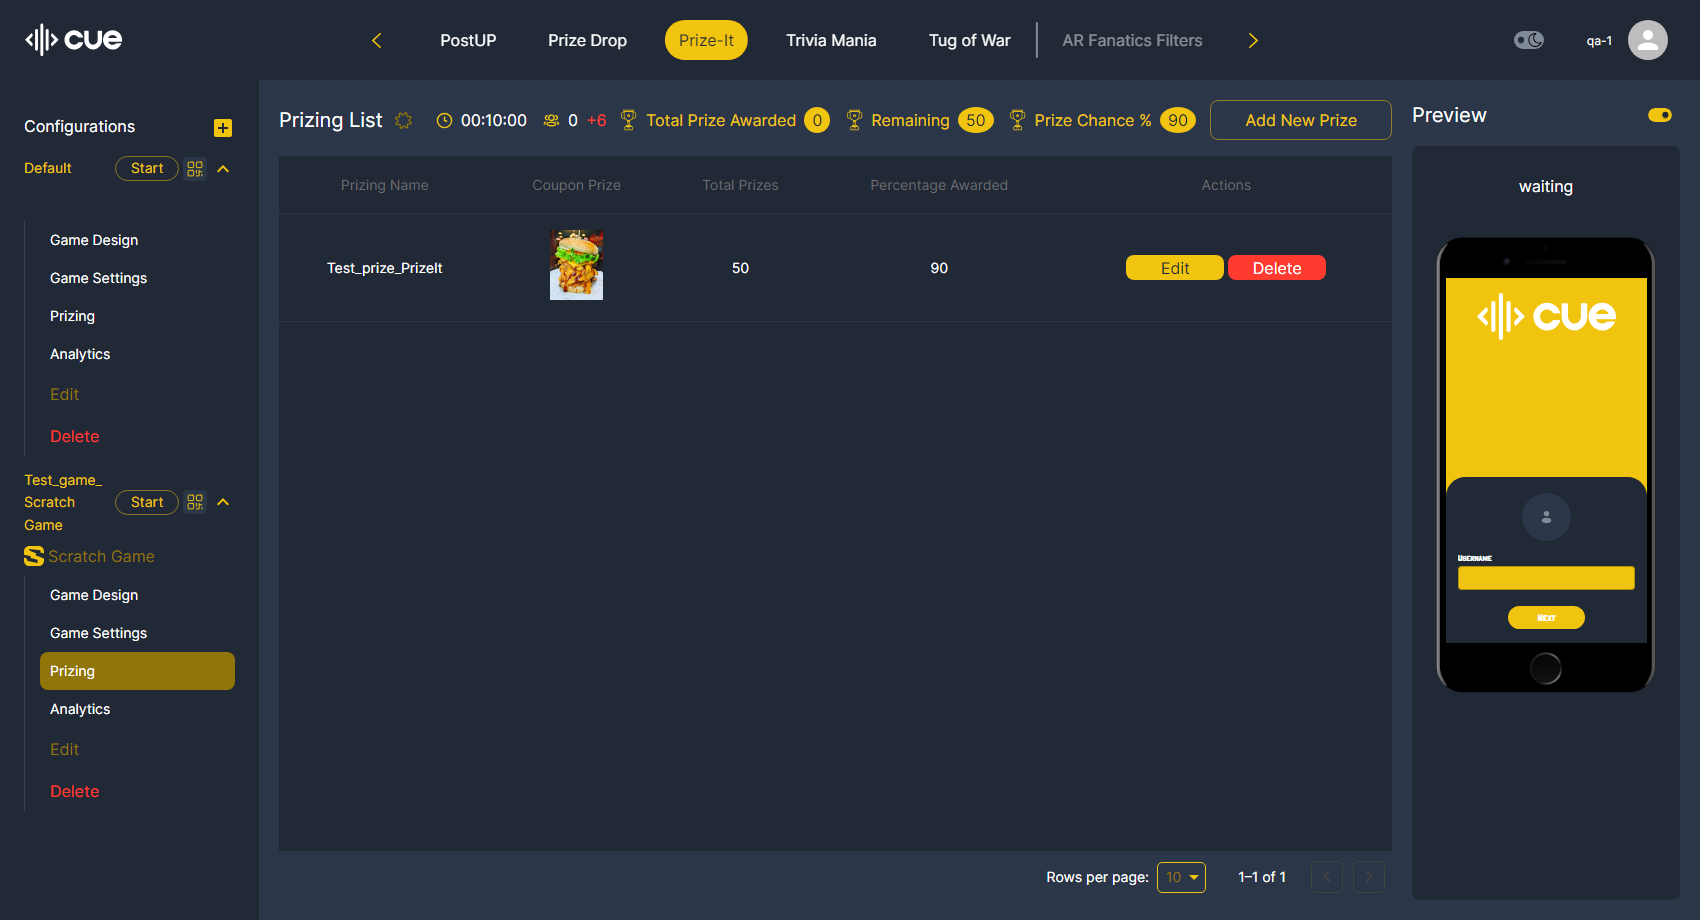 cue
PostUP
Prize Drop
Prize-It
Trivia Mania
Tug of War
AR Fanatics Filters
qa-1
Configurations
Default
Start
Game Design
Game Settings
Prizing
Analytics
Edit
Delete
Test_game_
Scratch
Game
Start
Scratch Game
Game Design
Game Settings
Prizing
Analytics
Edit
Delete
Prizing List
00:10:00
0 +6
Total Prize Awarded 0
Remaining 50
Prize Chance % 90
Add New Prize
Prizing Name
Coupon Prize
Total Prizes
Percentage Awarded
Actions
Test_prize_PrizeIt
50
90
Edit
Delete
Rows per page: 10
1–1 of 1
Preview
waiting
cue
Username
Next